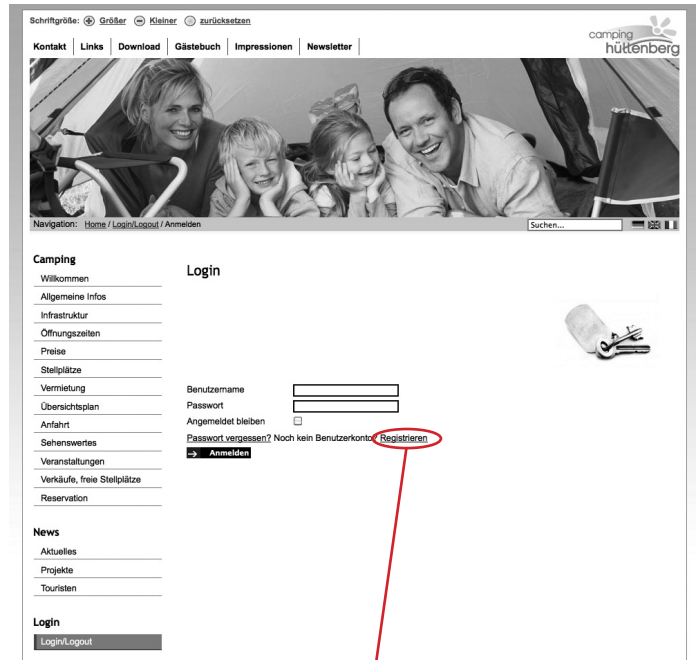 Schriftgröße: Größer Kleiner zurücksetzen
Kontakt Links Download Gästebuch Impressionen Newsletter
camping
hüttenberg
Navigation: Home / Login/Logout / Anmelden
Suchen...
Camping
Willkommen
Allgemeine Infos
Infrastruktur
Öffnungszeiten
Preise
Stellplätze
Vermietung
Übersichtsplan
Anfahrt
Sehenswertes
Veranstaltungen
Verkäufe, freie Stellplätze
Reservation
News
Aktuelles
Projekte
Touristen
Login
Login/Logout
Login
Benutzername
Passwort
Angemeldet bleiben
Passwort vergessen? Noch kein Benutzerkonto? Registrieren
Anmelden